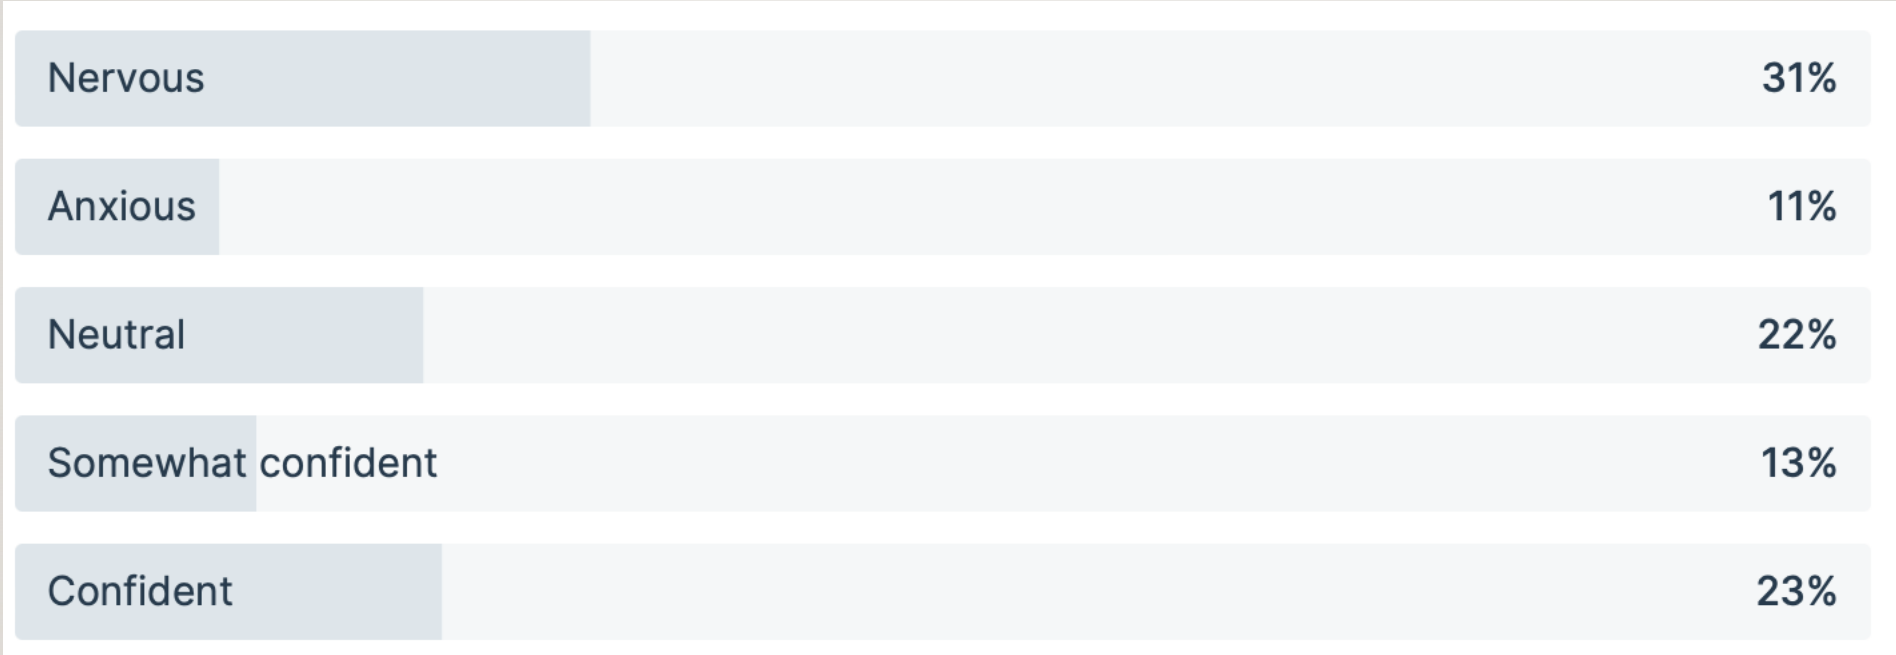 Nervous 31%
Anxious 11%
Neutral 22%
Somewhat confident 13%
Confident 23%